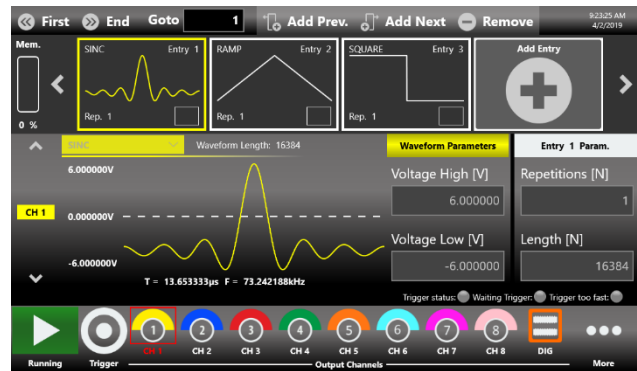 First End Goto 1 Add Prev. Add Next Remove 9:23:25 AM
4/2/2019
Mem. SINC Entry 1 RAMP Entry 2 SQUARE Entry 3 Add Entry
0 % Rep. 1 Rep. 1 Rep. 1
SINC Waveform Length: 16384 Waveform Parameters Entry 1 Param.
6.000000V Voltage High [V] Repetitions [N]
6.000000 1
CH 1 0.000000V
Voltage Low [V] Length [N]
-6.000000V -6.000000 16384
T = 13.653333µs F = 73.242188kHz
Trigger status: Waiting Trigger: Trigger too fast:
1 2 3 4 5 6 7 8
CH 1 CH 2 CH 3 CH 4 CH 5 CH 6 CH 7 CH 8 DIG
Running Trigger Output Channels More